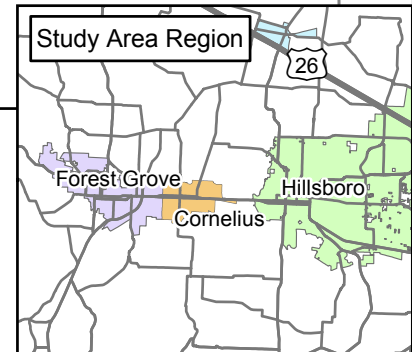 Study Area Region
26
Forest Grove
Hillsboro
Cornelius